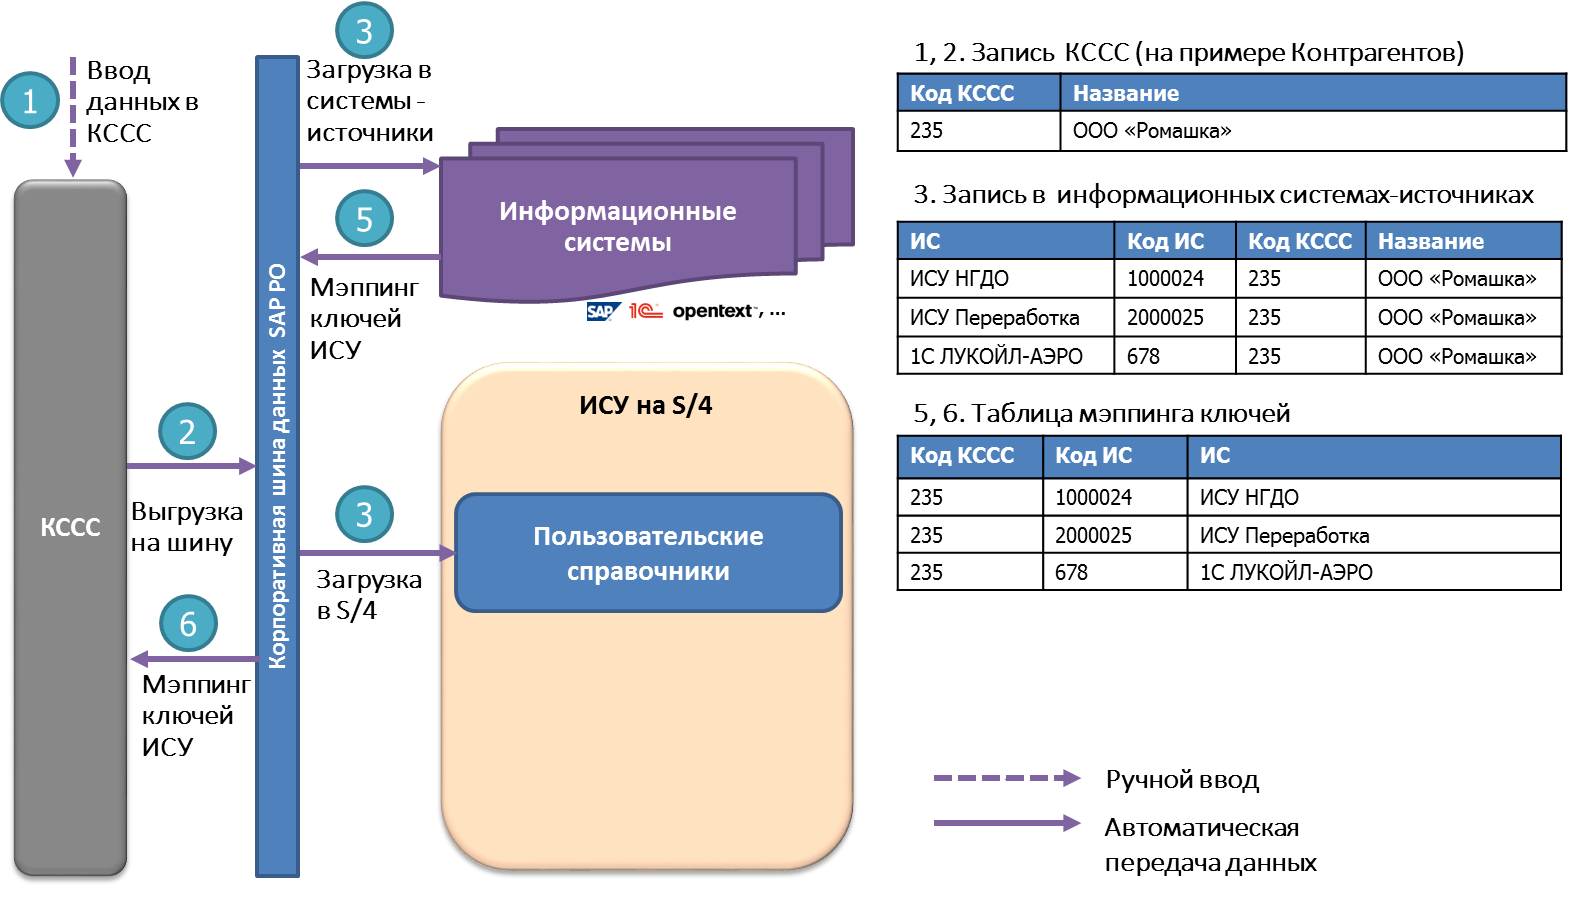 1
Ввод
данных в
КССС
КССС
2
Выгрузка
на шину
6
Мэппинг
ключей
ИСУ
Корпоративная шина данных SAP PO
3
Загрузка в
системы -
источники
5
Мэппинг
ключей
ИСУ
Информационные
системы
SAP 1С opentext™, ...
ИСУ на S/4
3
Загрузка
в S/4
Пользовательские
справочники
1, 2. Запись КССС (на примере Контрагентов)
Код КССС Название
235 ООО «Ромашка»
3. Запись в информационных системах-источниках
ИС Код ИС Код КССС Название
ИСУ НГДО 1000024 235 ООО «Ромашка»
ИСУ Переработка 2000025 235 ООО «Ромашка»
1С ЛУКОЙЛ-АЭРО 678 235 ООО «Ромашка»
5, 6. Таблица мэппинга ключей
Код КССС Код ИС ИС
235 1000024 ИСУ НГДО
235 2000025 ИСУ Переработка
235 678 1С ЛУКОЙЛ-АЭРО
Ручной ввод
Автоматическая
передача данных